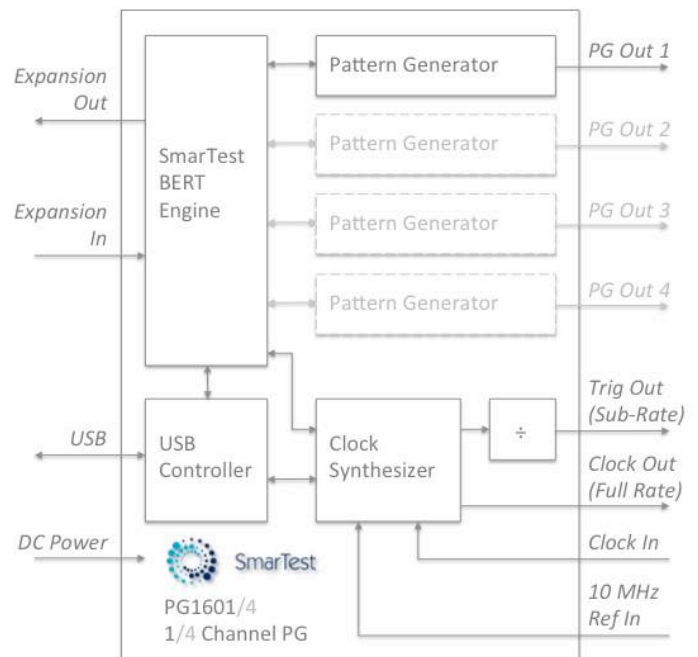 Pattern Generator
PG Out 1
Expansion
Out
SmarTest
BERT
Engine
Pattern Generator
PG Out 2
Expansion
In
Pattern Generator
PG Out 3
Pattern Generator
PG Out 4
Trig Out
(Sub-Rate)
÷
USB
USB
Controller
Clock
Synthesizer
Clock Out
(Full Rate)
DC Power
SmarTest
Clock In
PG1601/4
1/4 Channel PG
10 MHz
Ref In